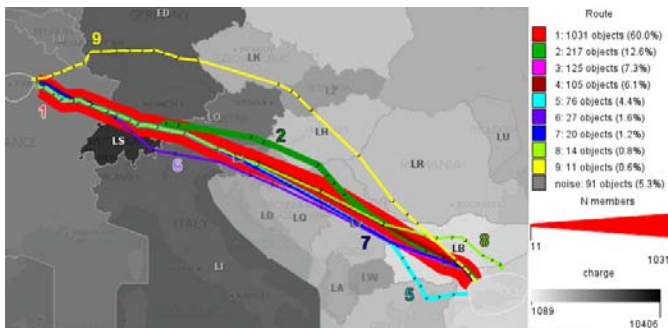 Route
1: 1031 objects (60.0%)
2: 217 objects (12.6%)
3: 125 objects (7.3%)
4: 105 objects (6.1%)
5: 76 objects (4.4%)
6: 27 objects (1.6%)
7: 20 objects (1.2%)
8: 14 objects (0.8%)
9: 11 objects (0.6%)
noise: 91 objects (5.3%)
N members
11
1031
charge
1089
10406
ED
9
LK
LZ
1
2
LO
LH
LU
LS
6
LR
LD
LQ
7
LB
8
LI
LA
LW
5